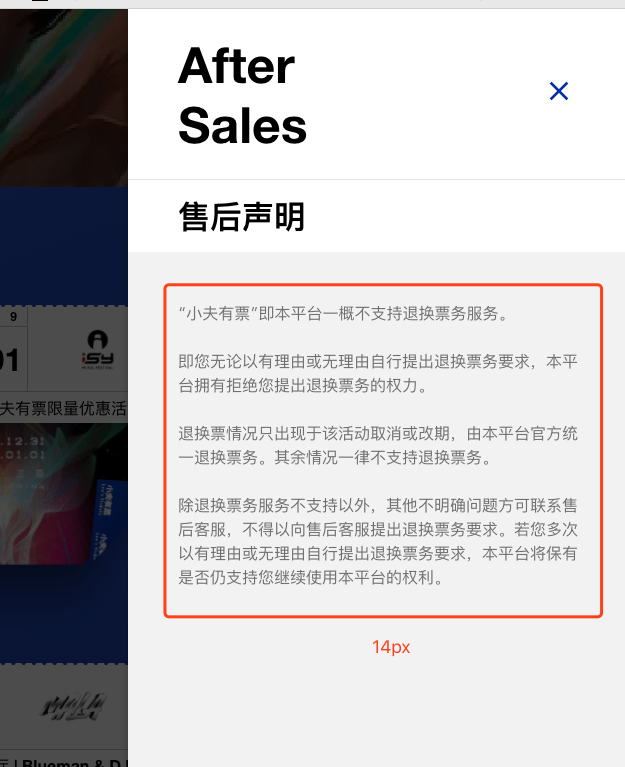 After
Sales
售后声明
9
01
iSY
MUSIC FESTIVAL
夫有票限量优惠活
.12.31
.01.01
小夫有票
“小夫有票”即本平台一概不支持退换票务服务。
即您无论以有理由或无理由自行提出退换票务要求，本平
台拥有拒绝您提出退换票务的权力。
退换票情况只出现于该活动取消或改期，由本平台官方统
一退换票务。其余情况一律不支持退换票务。
除退换票务服务不支持以外，其他不明确问题方可联系售
后客服，不得以向售后客服提出退换票务要求。若您多次
以有理由或无理由自行提出退换票务要求，本平台将保有
是否仍支持您继续使用本平台的权利。
14px
| Blueman & D